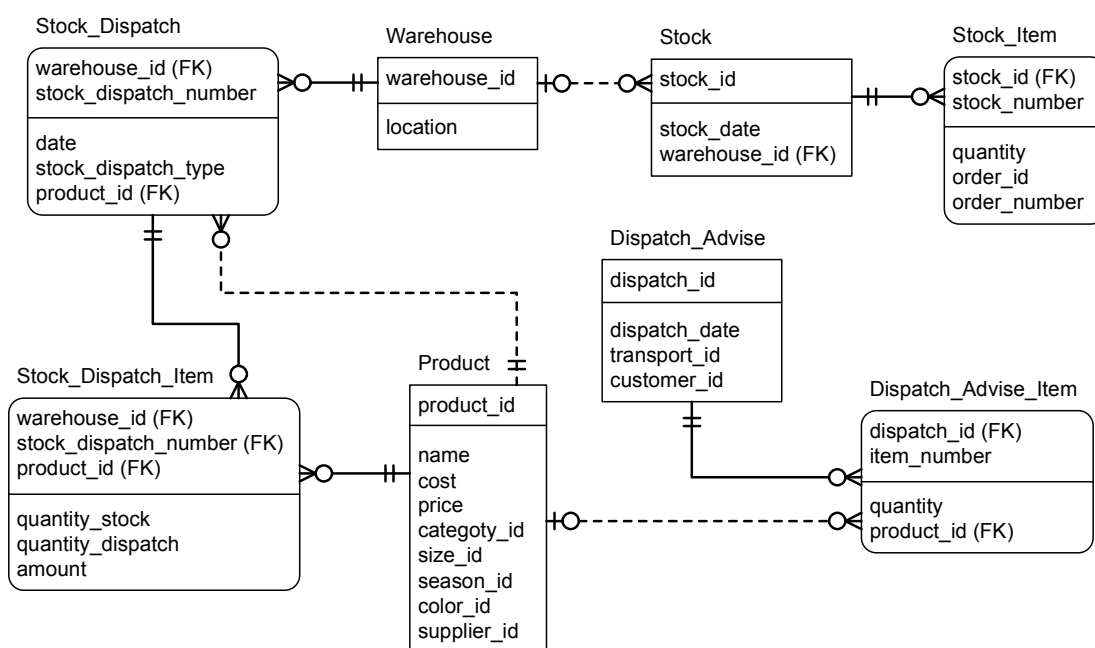 Stock_Dispatch
warehouse_id (FK)
stock_dispatch_number
date
stock_dispatch_type
product_id (FK)
Warehouse
warehouse_id
location
Stock
stock_id
stock_date
warehouse_id (FK)
Stock_Item
stock_id (FK)
stock_number
quantity
order_id
order_number
Dispatch_Advise
dispatch_id
dispatch_date
transport_id
customer_id
Stock_Dispatch_Item
warehouse_id (FK)
stock_dispatch_number (FK)
product_id (FK)
quantity_stock
quantity_dispatch
amount
Product
product_id
name
cost
price
categoty_id
size_id
season_id
color_id
supplier_id
Dispatch_Advise_Item
dispatch_id (FK)
item_number
quantity
product_id (FK)